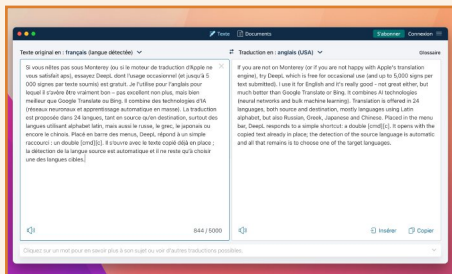 Texte
Documents
S'abonner
Connexion
Texte original en : français (langue détectée)
Traduction en : anglais (USA)
Glossaire
Si vous n'êtes pas sous Monterey (ou si le moteur de traduction d'Apple ne
vous satisfait aps), essayez DeepL, dont l'usage occasionnel (et jusqu'à 5
000 signes par texte soumis) est gratuit. Je l'utilise pour l'anglais pour
lequel il s'avère être vraiment bon – pas excellent non plus, mais bien
meilleur que Google Translate ou Bing. Il combine des technologies d'IA
(réseaux neuronaux et apprentissage automatique en masse). La traduction
est proposée dans 24 langues, tant en source qu'en destination, surtout des
langues utilisant alphabet latin, mais aussi le russe, le grec, le japonais ou
encore le chinois. Placé en barre des menus, DeepL répond à un simple
raccourci : un double [cmd][c]. Il s'ouvre avec le texte copié déjà en place ;
la détection de la langue source est automatique et il ne reste qu'à choisir
une des langues cibles.
If you are not on Monterey (or if you are not happy with Apple's translation
engine), try DeepL, which is free for occasional use (and up to 5,000 signs per
text submitted). I use it for English and it's really good - not great either, but
much better than Google Translate or Bing. It combines AI technologies
(neural networks and bulk machine learning). Translation is offered in 24
languages, both source and destination, mostly languages using Latin
alphabet, but also Russian, Greek, Japanese and Chinese. Placed in the menu
bar, DeepL responds to a simple shortcut: a double [cmd][c]. It opens with the
copied text already in place; the detection of the source language is automatic
and all that remains is to choose one of the target languages.
844 / 5000
Insérer
Copier
Cliquez sur un mot pour en savoir plus à son sujet ou voir d'autres traductions possibles.